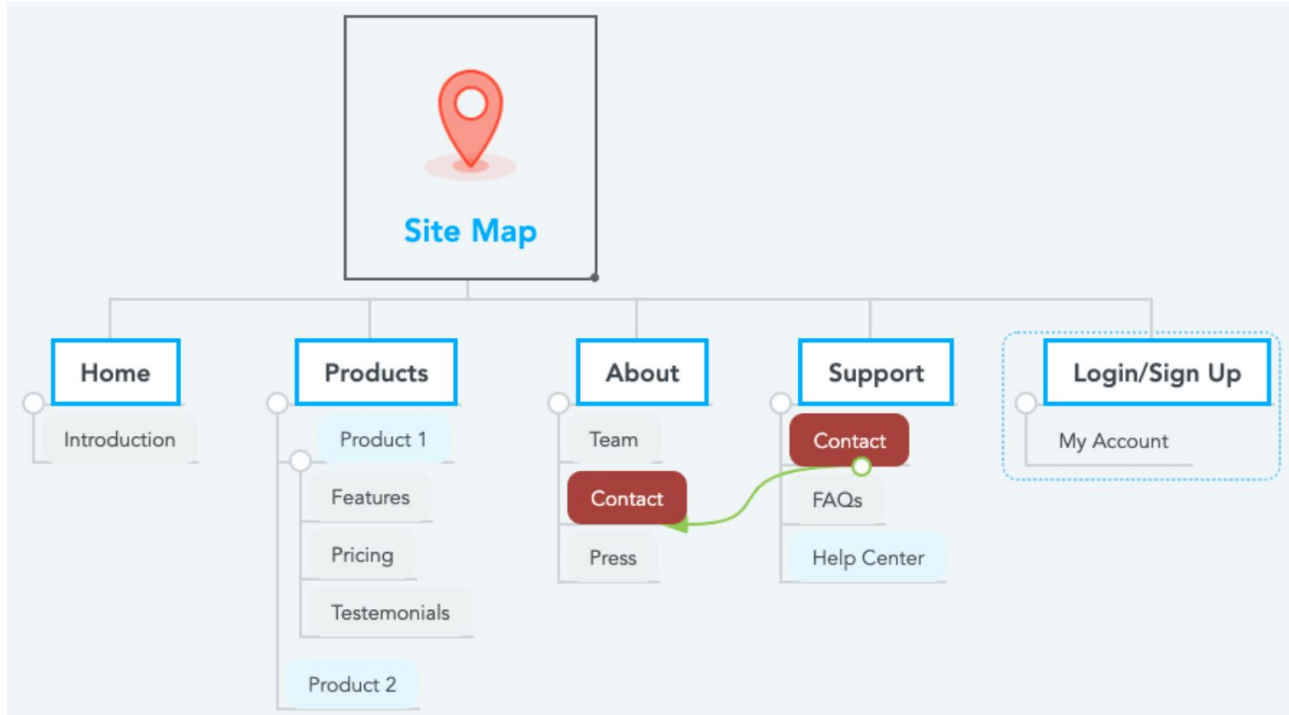 Site Map
Home
Introduction
Products
Product 1
Features
Pricing
Testemonials
Product 2
About
Team
Contact
Press
Support
Contact
FAQs
Help Center
Login/Sign Up
My Account